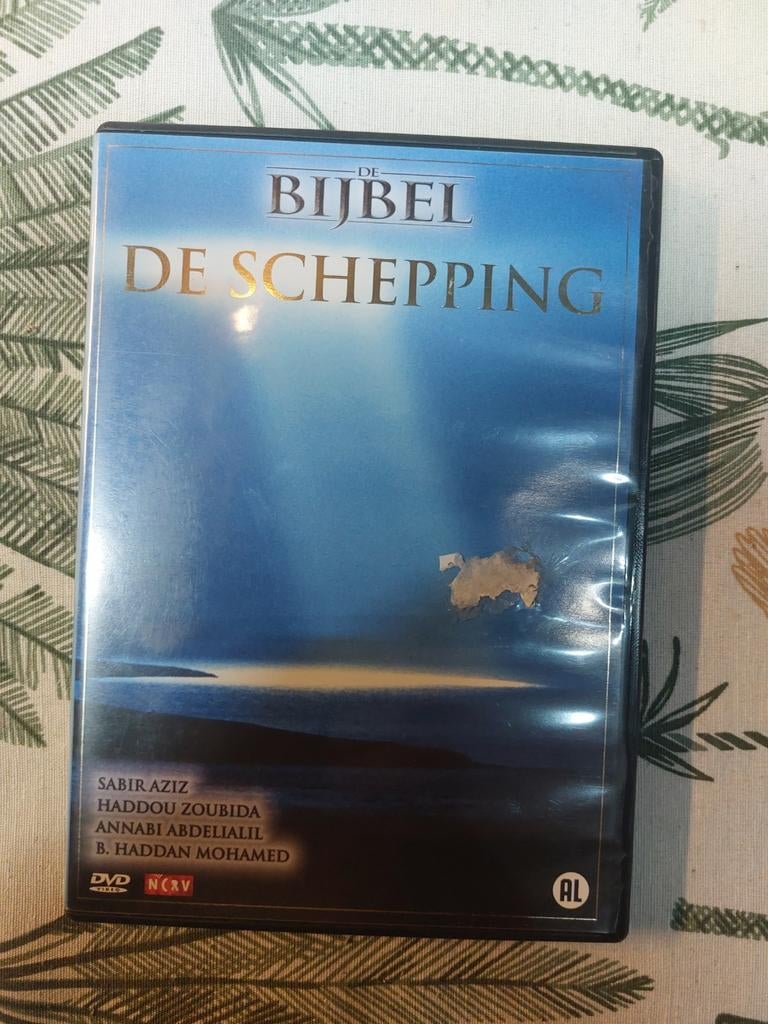 DE
BIJBEL
DE SCHEPPING
SABIR AZIZ
HADDOU ZOUBIDA
ANNABI ABDELIALIL
B. HADDAN MOHAMED
DVD
VIDEO
NCRV
AL